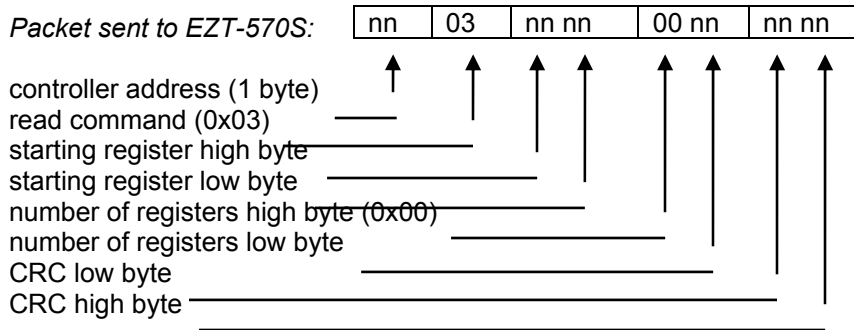 Packet sent to EZT-570S: nn 03 nn nn 00 nn nn nn
controller address (1 byte)
read command (0x03)
starting register high byte
starting register low byte
number of registers high byte (0x00)
number of registers low byte
CRC low byte
CRC high byte